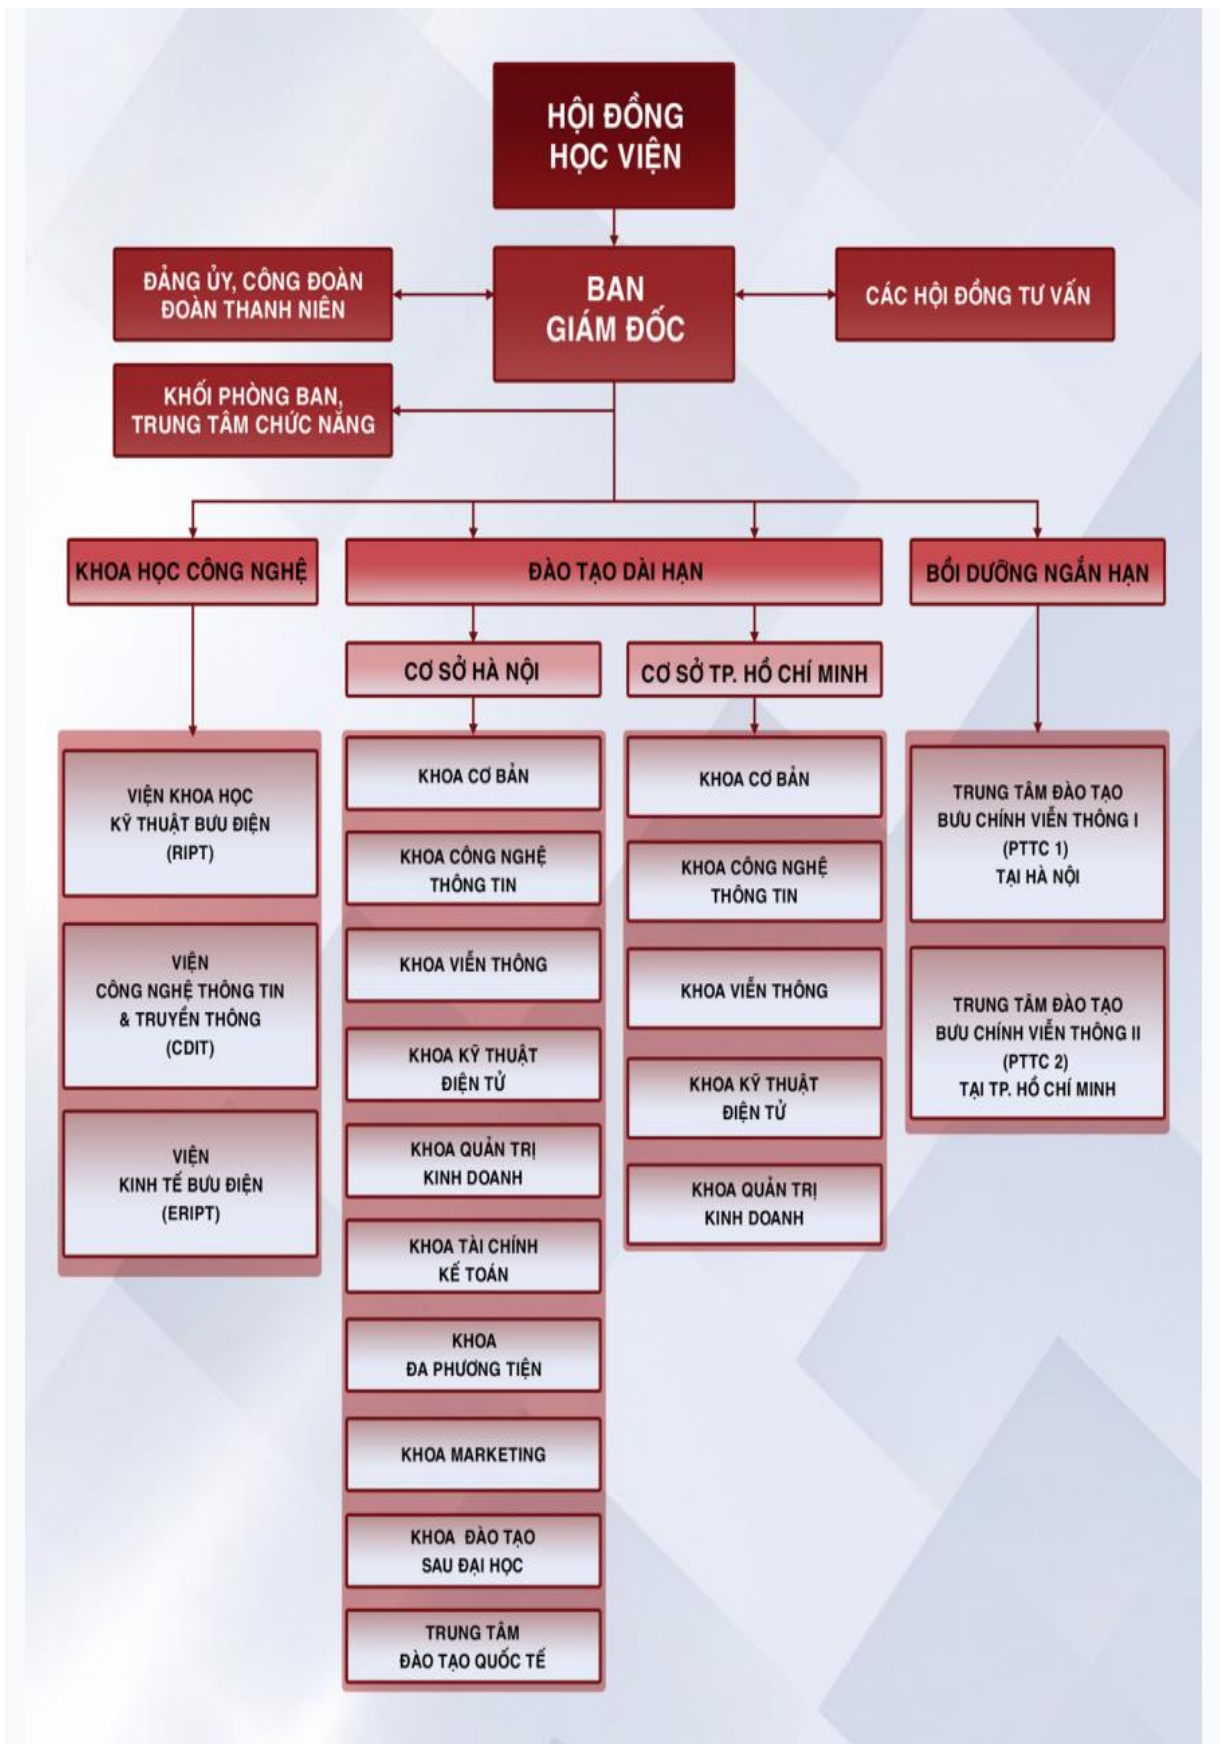 HỘI ĐỒNG
HỌC VIỆN
ĐẢNG ỦY, CÔNG ĐOÀN
ĐOÀN THANH NIÊN
BAN
GIÁM ĐỐC
CÁC HỘI ĐỒNG TƯ VẤN
KHỐI PHÒNG BAN,
TRUNG TÂM CHỨC NĂNG
KHOA HỌC CÔNG NGHỆ
ĐÀO TẠO DÀI HẠN
BỒI DƯỠNG NGẮN HẠN
CƠ SỞ HÀ NỘI
CƠ SỞ TP. HỒ CHÍ MINH
VIỆN KHOA HỌC
KỸ THUẬT BƯU ĐIỆN
(RIPT)
VIỆN
CÔNG NGHỆ THÔNG TIN
& TRUYỀN THÔNG
(CDIT)
VIỆN
KINH TẾ BƯU ĐIỆN
(ERIPT)
KHOA CƠ BẢN
KHOA CÔNG NGHỆ
THÔNG TIN
KHOA VIỄN THÔNG
KHOA KỸ THUẬT
ĐIỆN TỬ
KHOA QUẢN TRỊ
KINH DOANH
KHOA TÀI CHÍNH
KẾ TOÁN
KHOA
ĐA PHƯƠNG TIỆN
KHOA MARKETING
KHOA ĐÀO TẠO
SAU ĐẠI HỌC
TRUNG TÂM
ĐÀO TẠO QUỐC TẾ
KHOA CƠ BẢN
KHOA CÔNG NGHỆ
THÔNG TIN
KHOA VIỄN THÔNG
KHOA KỸ THUẬT
ĐIỆN TỬ
KHOA QUẢN TRỊ
KINH DOANH
TRUNG TÂM ĐÀO TẠO
BƯU CHÍNH VIỄN THÔNG I
(PTTC 1)
TẠI HÀ NỘI
TRUNG TÂM ĐÀO TẠO
BƯU CHÍNH VIỄN THÔNG II
(PTTC 2)
TẠI TP. HỒ CHÍ MINH